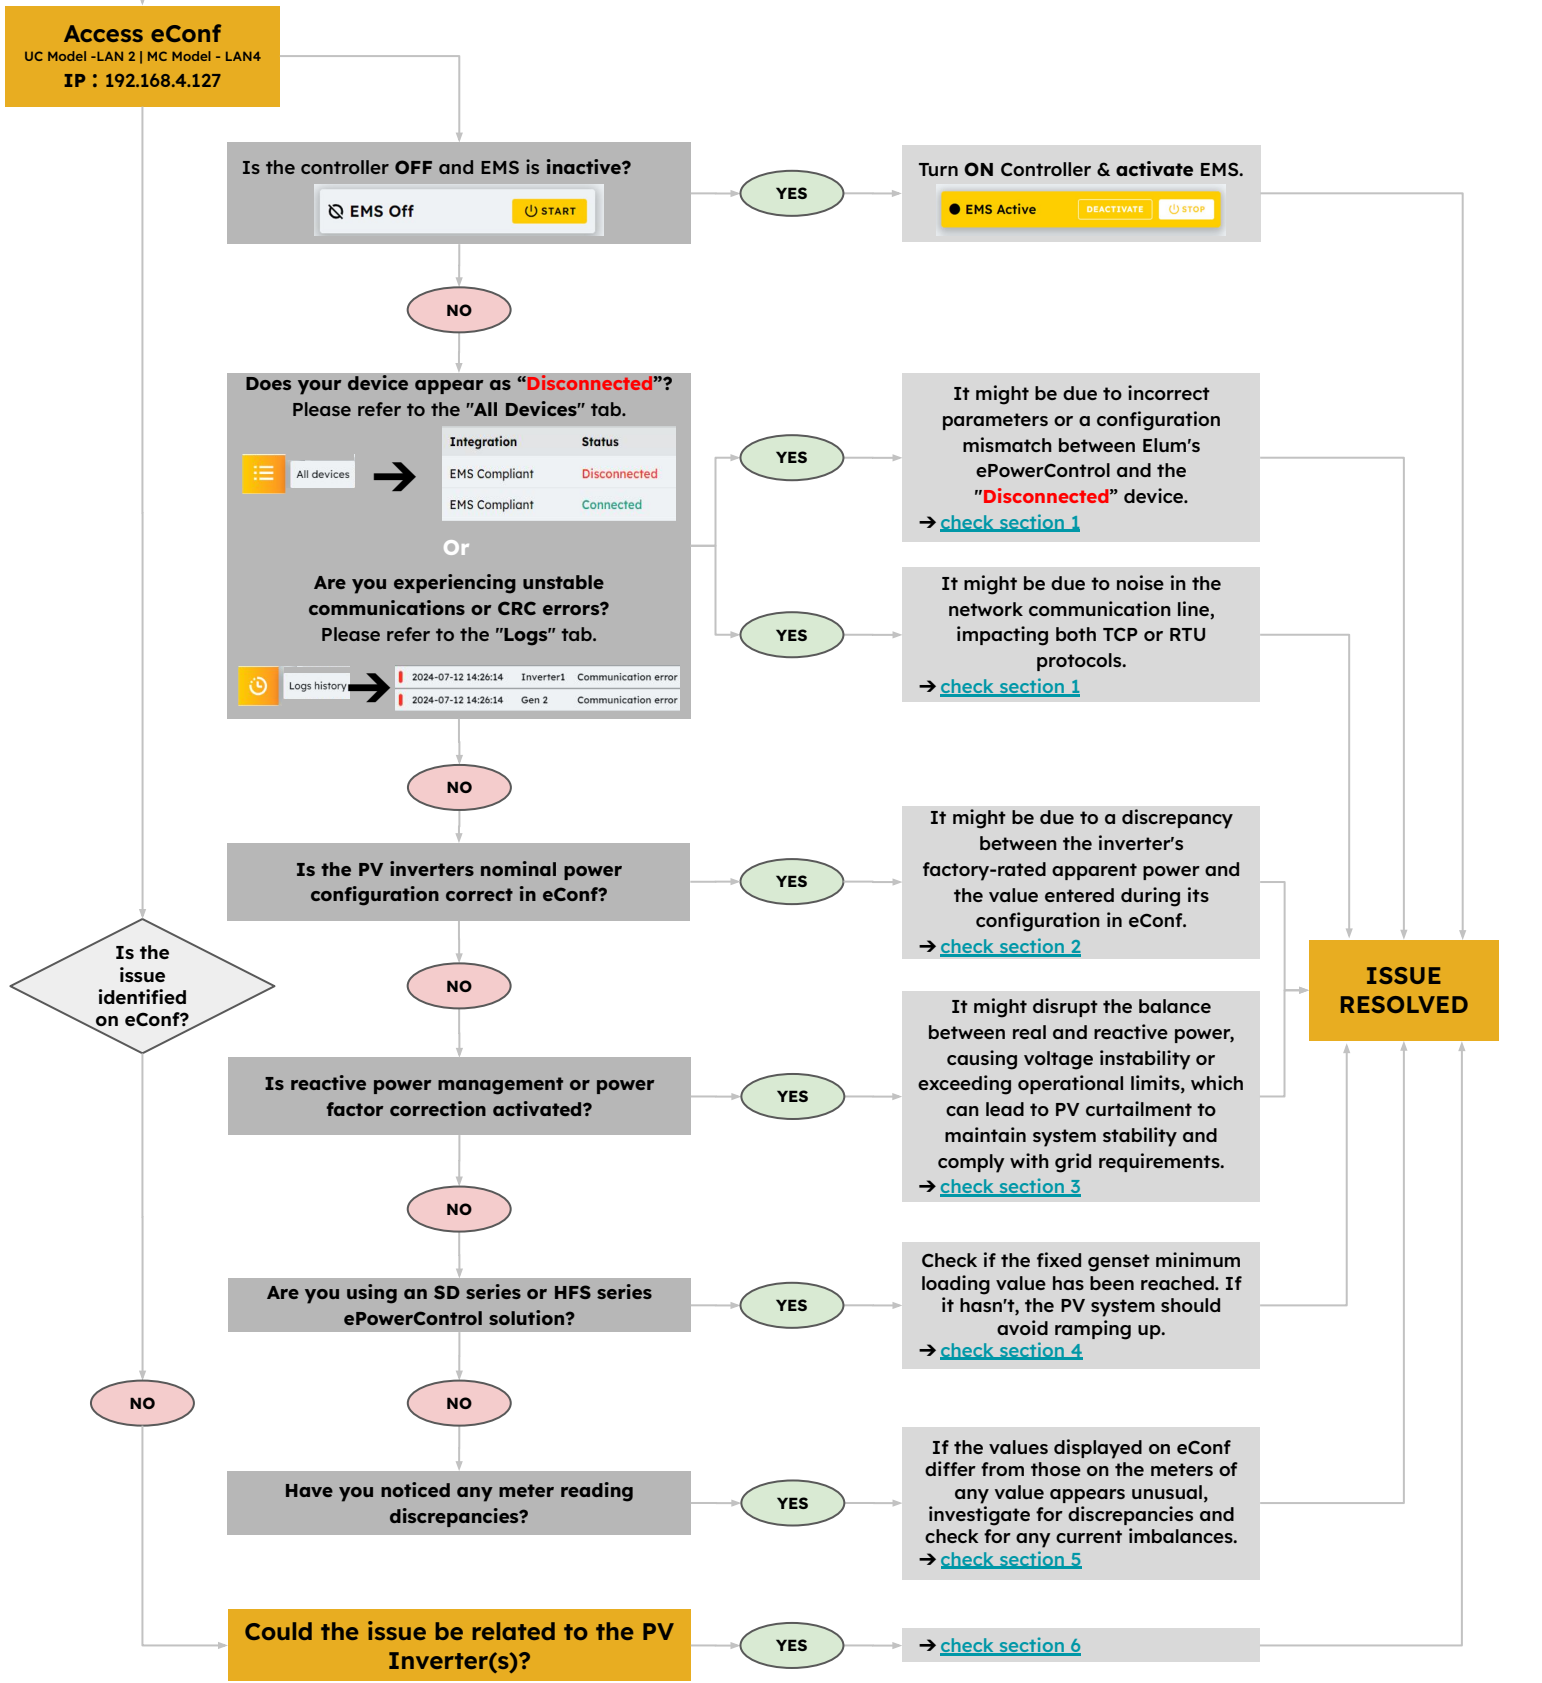 Access eConf
UC Model -LAN 2 | MC Model - LAN4
IP : 192.168.4.127
Is the controller OFF and EMS is inactive?
EMS Off
START
YES
Turn ON Controller & activate EMS.
EMS Active
DEACTIVATE
STOP
NO
Does your device appear as “Disconnected”?
Please refer to the "All Devices" tab.
All devices
Integration Status
EMS Compliant Disconnected
EMS Compliant Connected
Or
Are you experiencing unstable
communications or CRC errors?
Please refer to the "Logs" tab.
Logs history
2024-07-12 14:26:14 Inverter1 Communication error
2024-07-12 14:26:14 Gen 2 Communication error
YES
It might be due to incorrect
parameters or a configuration
mismatch between Elum's
ePowerControl and the
"Disconnected” device.
➔ check section 1
YES
It might be due to noise in the
network communication line,
impacting both TCP or RTU
protocols.
➔ check section 1
NO
Is the PV inverters nominal power
configuration correct in eConf?
YES
It might be due to a discrepancy
between the inverter's
factory-rated apparent power and
the value entered during its
configuration in eConf.
➔ check section 2
Is the
issue
identified
on eConf?
NO
ISSUE
RESOLVED
Is reactive power management or power
factor correction activated?
YES
It might disrupt the balance
between real and reactive power,
causing voltage instability or
exceeding operational limits, which
can lead to PV curtailment to
maintain system stability and
comply with grid requirements.
➔ check section 3
NO
Are you using an SD series or HFS series
ePowerControl solution?
YES
Check if the fixed genset minimum
loading value has been reached. If
it hasn't, the PV system should
avoid ramping up.
➔ check section 4
NO
NO
Have you noticed any meter reading
discrepancies?
YES
If the values displayed on eConf
differ from those on the meters of
any value appears unusual,
investigate for discrepancies and
check for any current imbalances.
➔ check section 5
Could the issue be related to the PV
Inverter(s)?
YES
➔ check section 6